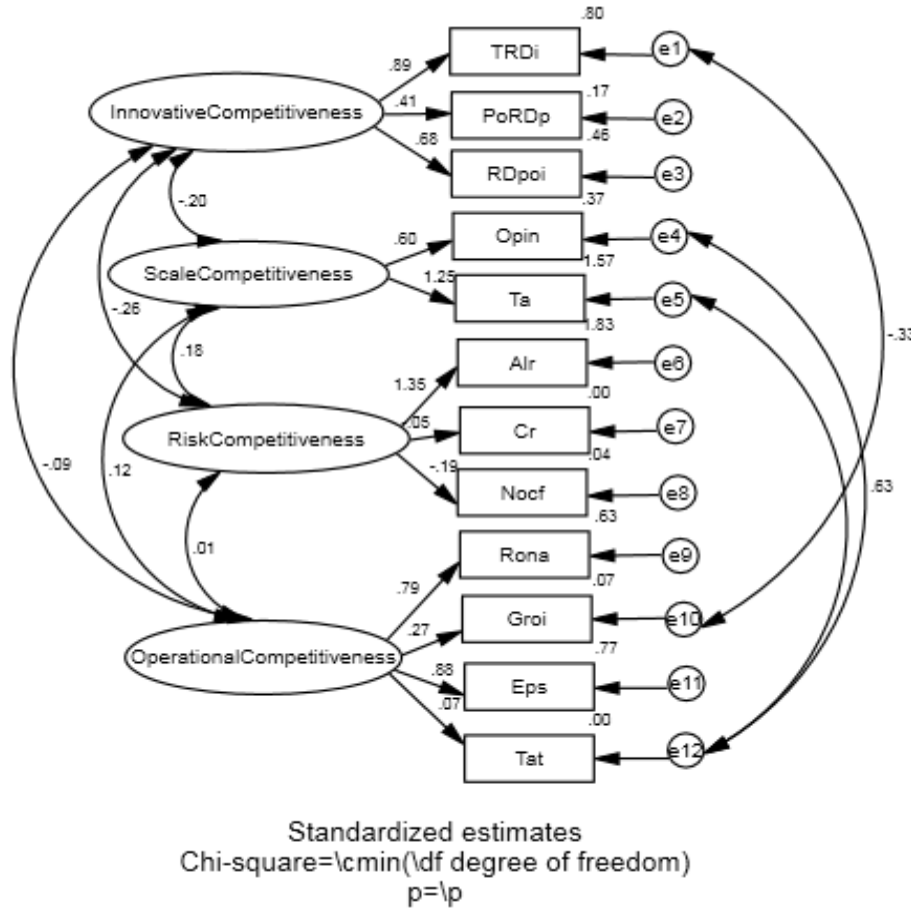 .80
TRDi
e1
.89
.17
InnovativeCompetitiveness
.41
PoRDp
e2
.46
.68
RDpoi
e3
.37
-.20
.60
Opin
e4
1.57
ScaleCompetitiveness
1.25
Ta
e5
1.83
-.26
.18
-.33
1.35
Alr
e6
.00
.05
Cr
e7
RiskCompetitiveness
.04
-.09
.12
-.19
Nocf
e8
.63
.63
.01
Rona
e9
.79
.07
.27
Groi
e10
.77
OperationalCompetitiveness
.88
Eps
e11
.07
.00
Tat
e12
Standardized estimates
Chi-square=\cmin(\df degree of freedom)
p=\p